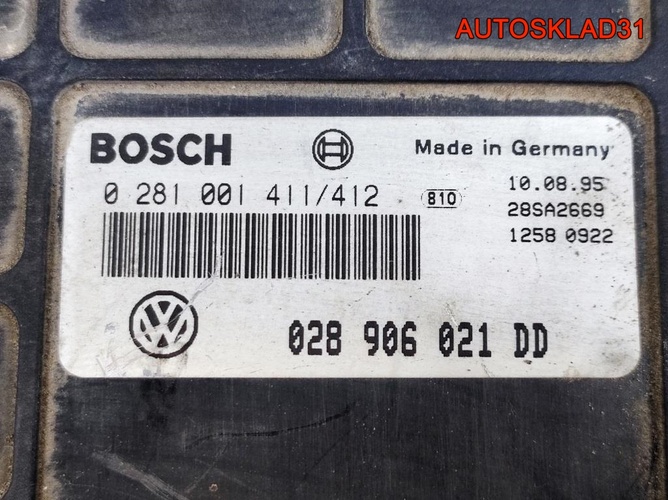 AUTOSKLAD31
BOSCH
Made in Germany
0 281 001 411/412
810
10.08.95
28SA2669
1258 0922
028 906 021 DD